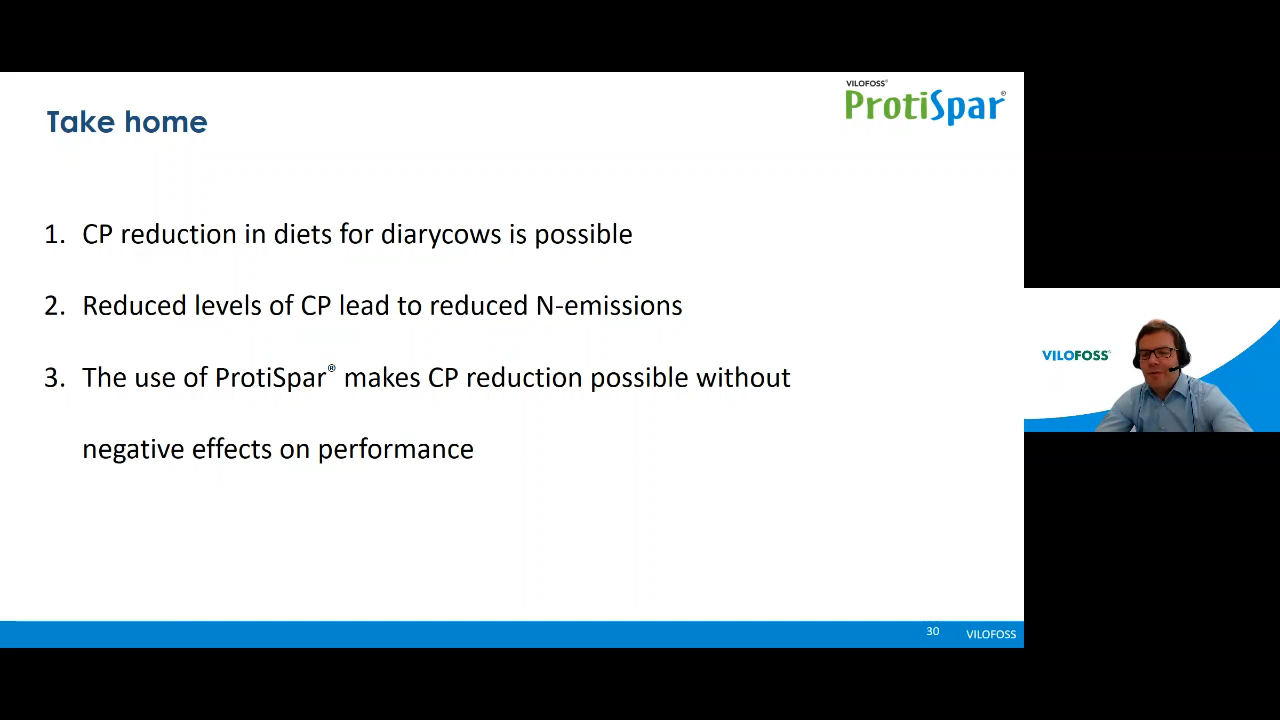 VILOFOSS®
ProtiSpar®
Take home
1. CP reduction in diets for diarycows is possible
2. Reduced levels of CP lead to reduced N-emissions
3. The use of ProtiSpar® makes CP reduction possible without
negative effects on performance
VILOFOSS®
30 VILOFOSS